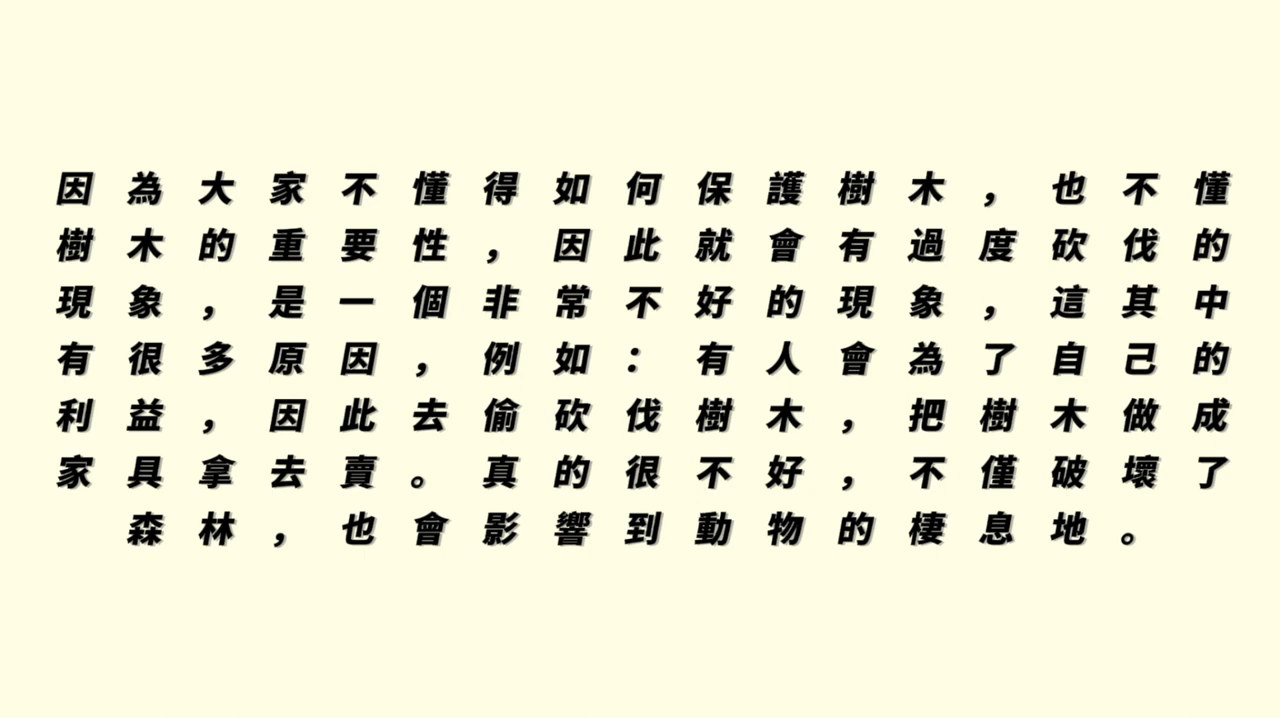 因為大家不懂得如何保護樹木，也不懂
樹木的重要性，因此就會有過度砍伐的
現象，是一個非常不好的現象，這其中
有很多原因，例如：有人會為了自己的
利益，因此去偷砍伐樹木，把樹木做成
家具拿去賣。真的很不好，不僅破壞了
森林，也會影響到動物的棲息地。